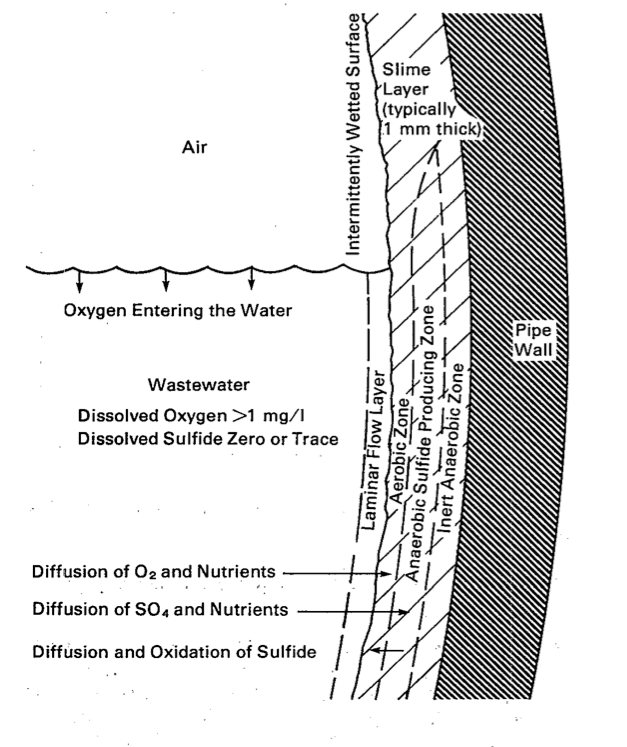 Intermittently Wetted Surface
Slime
Layer
(typically
1 mm thick)
Air
Oxygen Entering the Water
Pipe
Wall
Wastewater
Dissolved Oxygen >1 mg/l
Dissolved Sulfide Zero or Trace
Laminar Flow Layer
Aerobic Zone
Anaerobic Sulfide Producing Zone
Inert Anaerobic Zone
Diffusion of O₂ and Nutrients
Diffusion of SO₄ and Nutrients
Diffusion and Oxidation of Sulfide